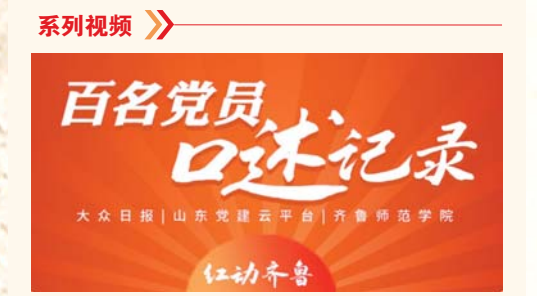 系列视频
百名党员
口述记录
大众日报|山东党建云平台|齐鲁师范学院
红动齐鲁